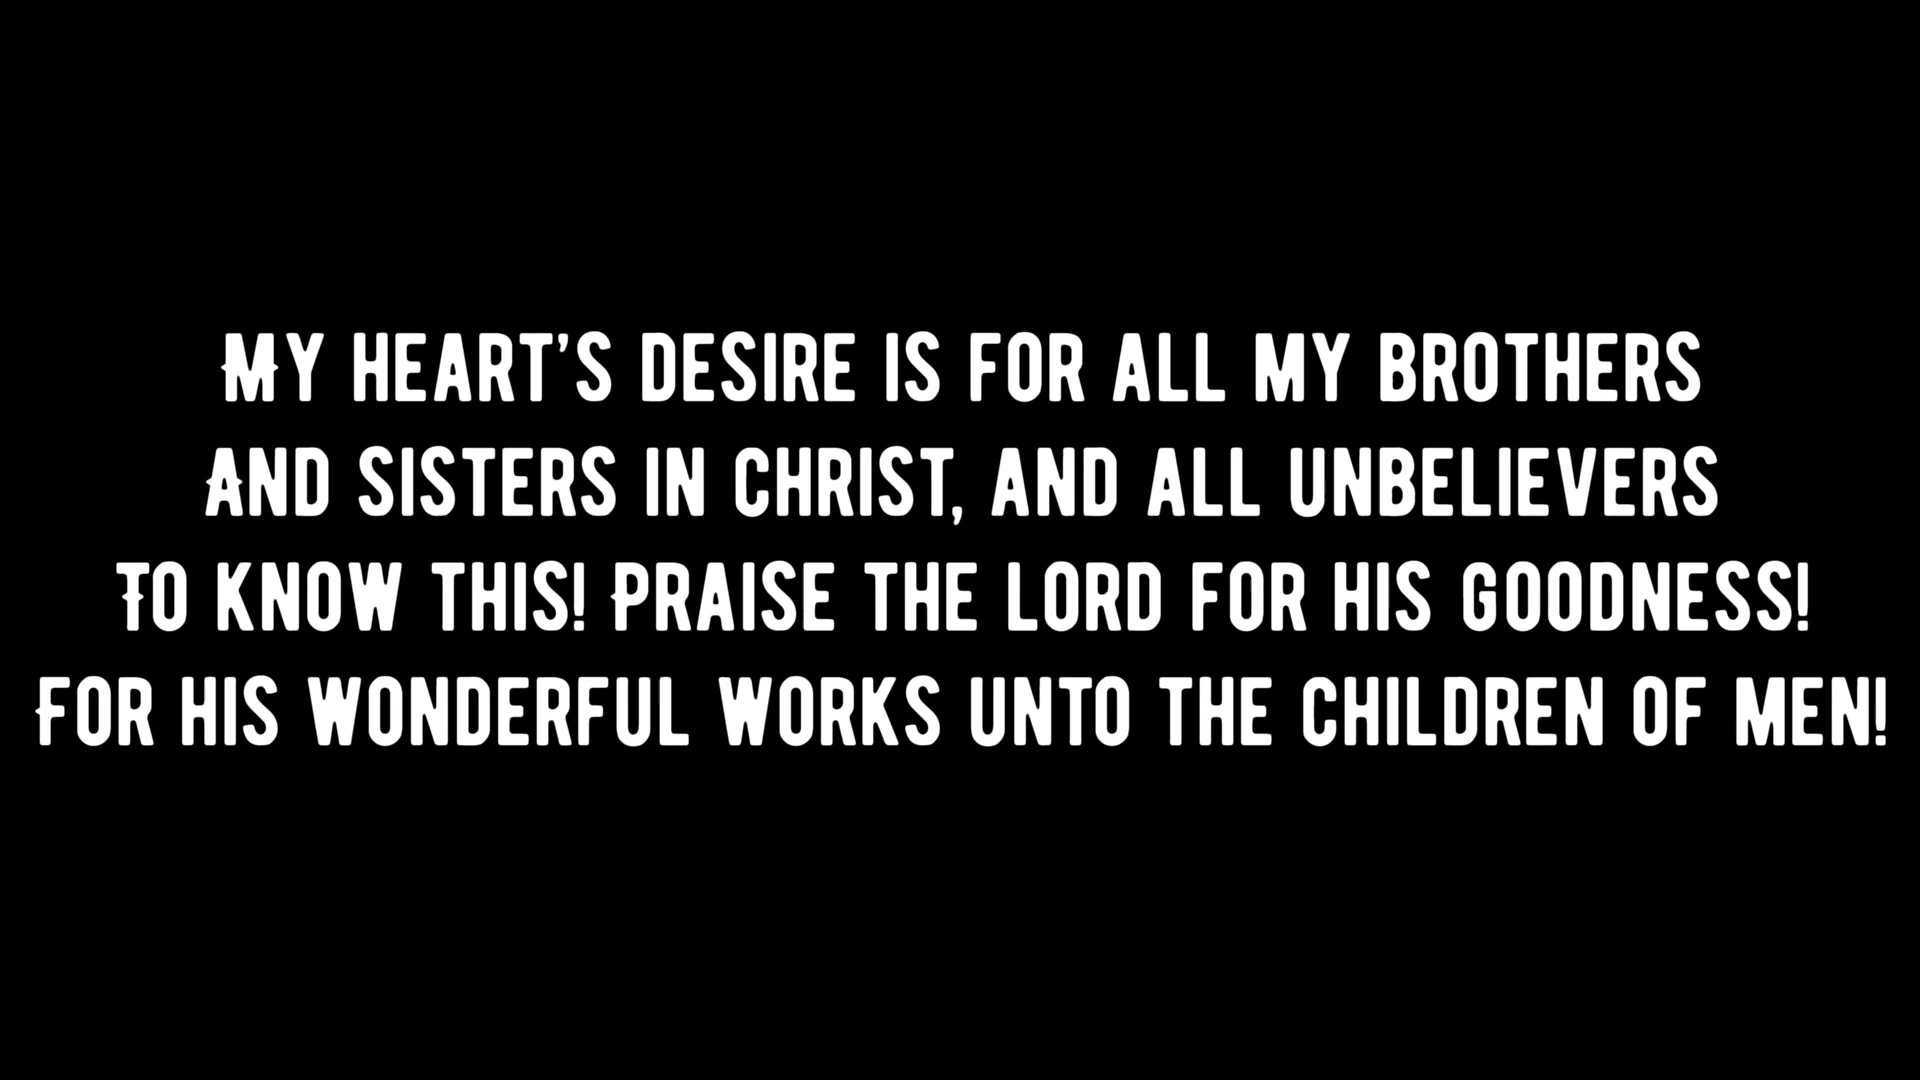 My heart’s desire is for all my brothers
And sisters in Christ, and all unbelievers
To know this! Praise the Lord for his goodness!
For his wonderful works unto the children of men!